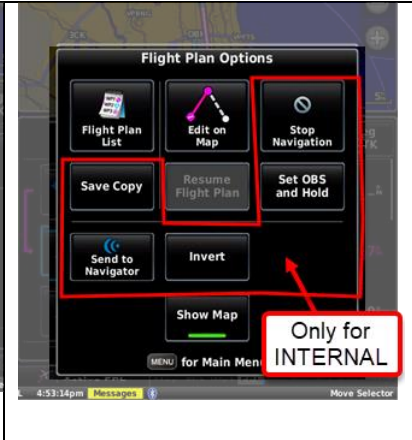 Flight Plan Options
Flight Plan
List
Edit on
Map
Stop
Navigation
Save Copy
Resume
Flight Plan
Set OBS
and Hold
Send to
Navigator
Invert
Show Map
Only for
INTERNAL
MENU for Main Men
4:53:14pm Messages
Move Selector